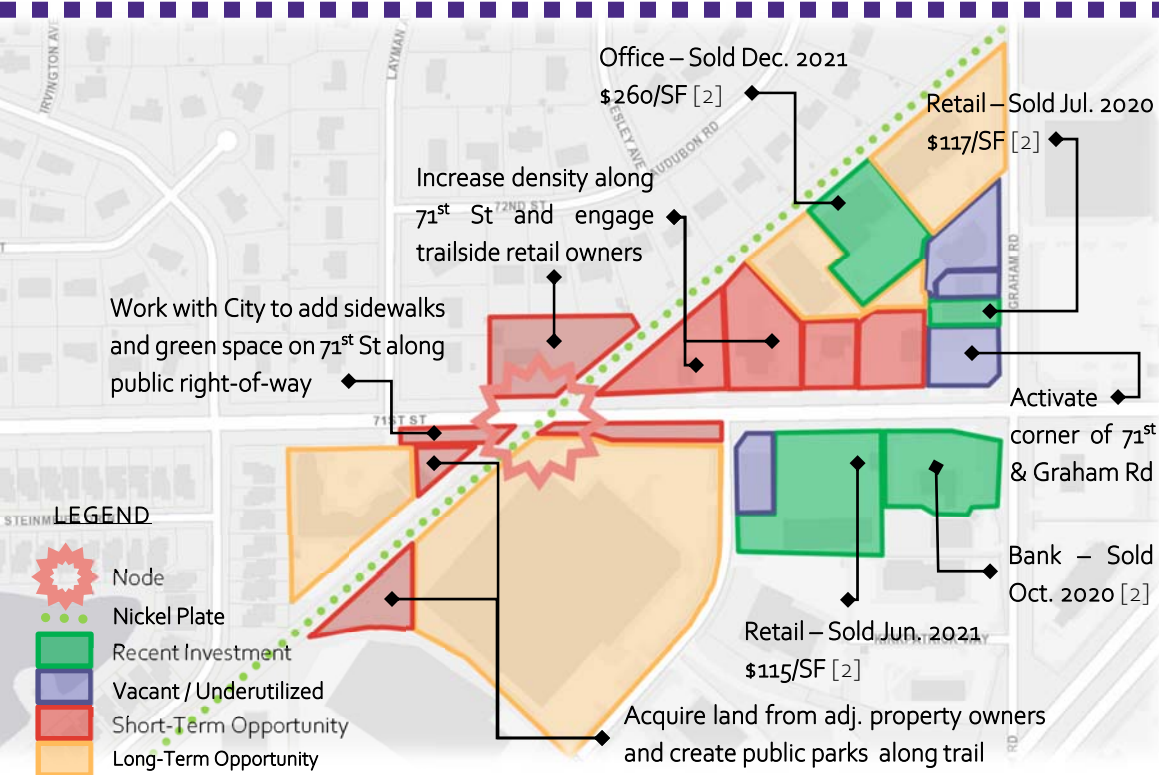 IRVINGTON AVE
LAYMAN A
Office – Sold Dec. 2021
$260/SF [2]
ESLEY AVE
AUDUBON RD
Retail – Sold Jul. 2020
$117/SF [2]
Increase density along
71st St and engage
trailside retail owners
72ND ST
GRAHAM RD
Work with City to add sidewalks
and green space on 71st St along
public right-of-way
71ST ST
Activate
corner of 71st
& Graham Rd
LEGEND
Node
Nickel Plate
Recent Investment
Vacant / Underutilized
Short-Term Opportunity
Long-Term Opportunity
Bank – Sold
Oct. 2020 [2]
Retail – Sold Jun. 2021
$115/SF [2]
WAY
Acquire land from adj. property owners
and create public parks along trail
RD